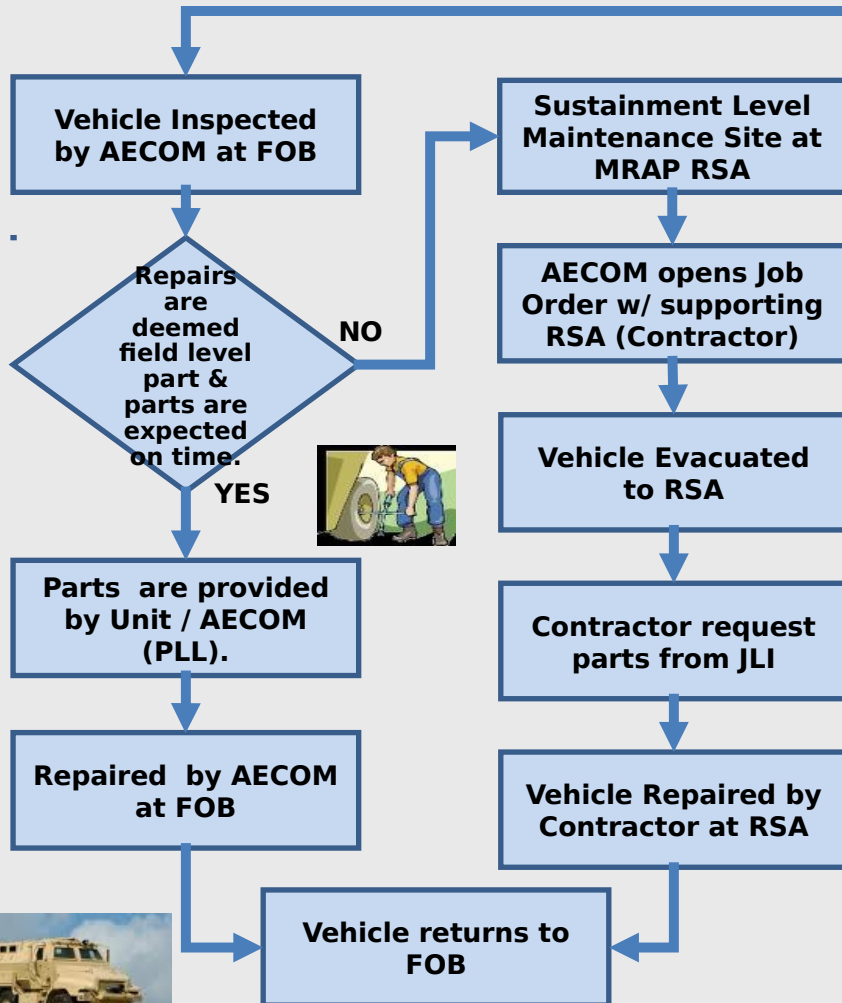 Vehicle Inspected
by AECOM at FOB
Repairs
are
deemed
field level
part &
parts are
expected
on time.
NO
YES
Parts are provided
by Unit / AECOM
(PLL).
Repaired by AECOM
at FOB
Sustainment Level
Maintenance Site at
MRAP RSA
AECOM opens Job
Order w/ supporting
RSA (Contractor)
Vehicle Evacuated
to RSA
Contractor request
parts from JLI
Vehicle Repaired by
Contractor at RSA
Vehicle returns to
FOB